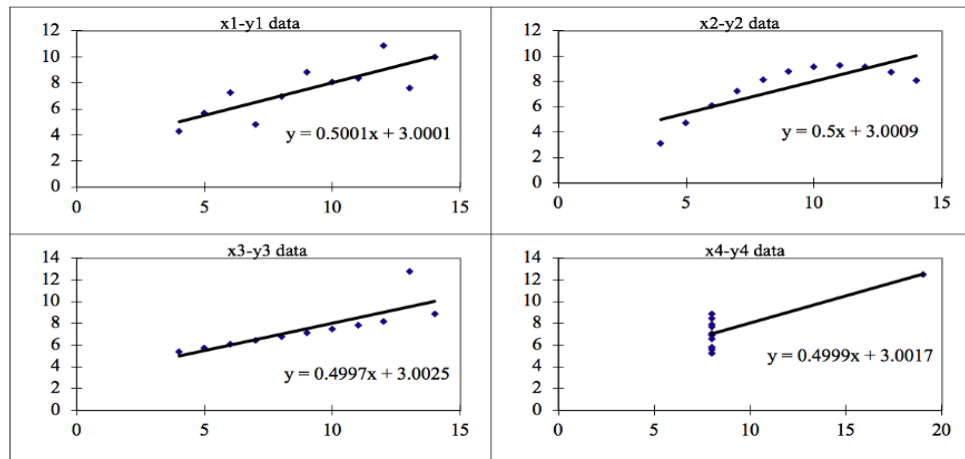 x1-y1 data
12
10
8
6
4
2
0
y = 0.5001x + 3.0001
0 5 10 15
x2-y2 data
12
10
8
6
4
2
0
y = 0.5x + 3.0009
0 5 10 15
x3-y3 data
14
12
10
8
6
4
2
0
y = 0.4997x + 3.0025
0 5 10 15
x4-y4 data
14
12
10
8
6
4
2
0
y = 0.4999x + 3.0017
0 5 10 15 20